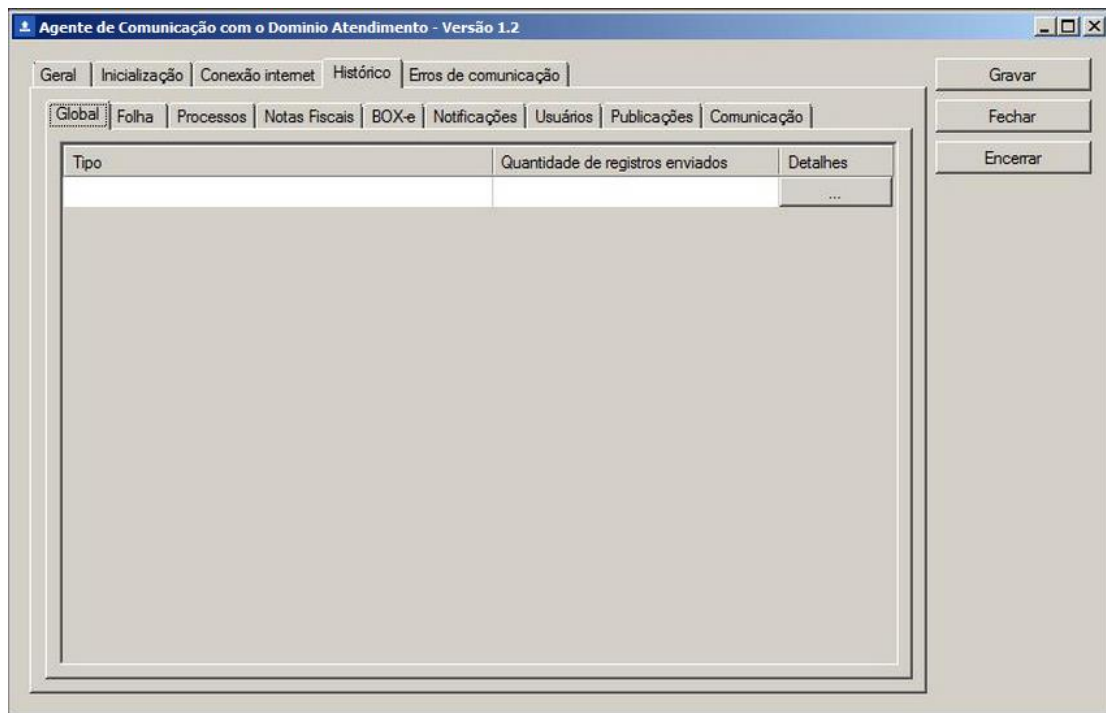 Agente de Comunicação com o Dominio Atendimento - Versão 1.2
Geral Inicialização Conexão internet Histórico Erros de comunicação
Gravar
Global Folha Processos Notas Fiscais BOX-e Notificações Usuários Publicações Comunicação
Fechar
Tipo Quantidade de registros enviados Detalhes
Encerrar
...